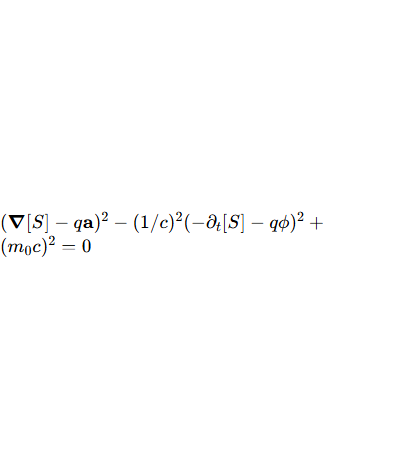 (∇[S] − qa)² − (1/c)²(−∂ₜ[S] − qϕ)² +
(m₀c)² = 0